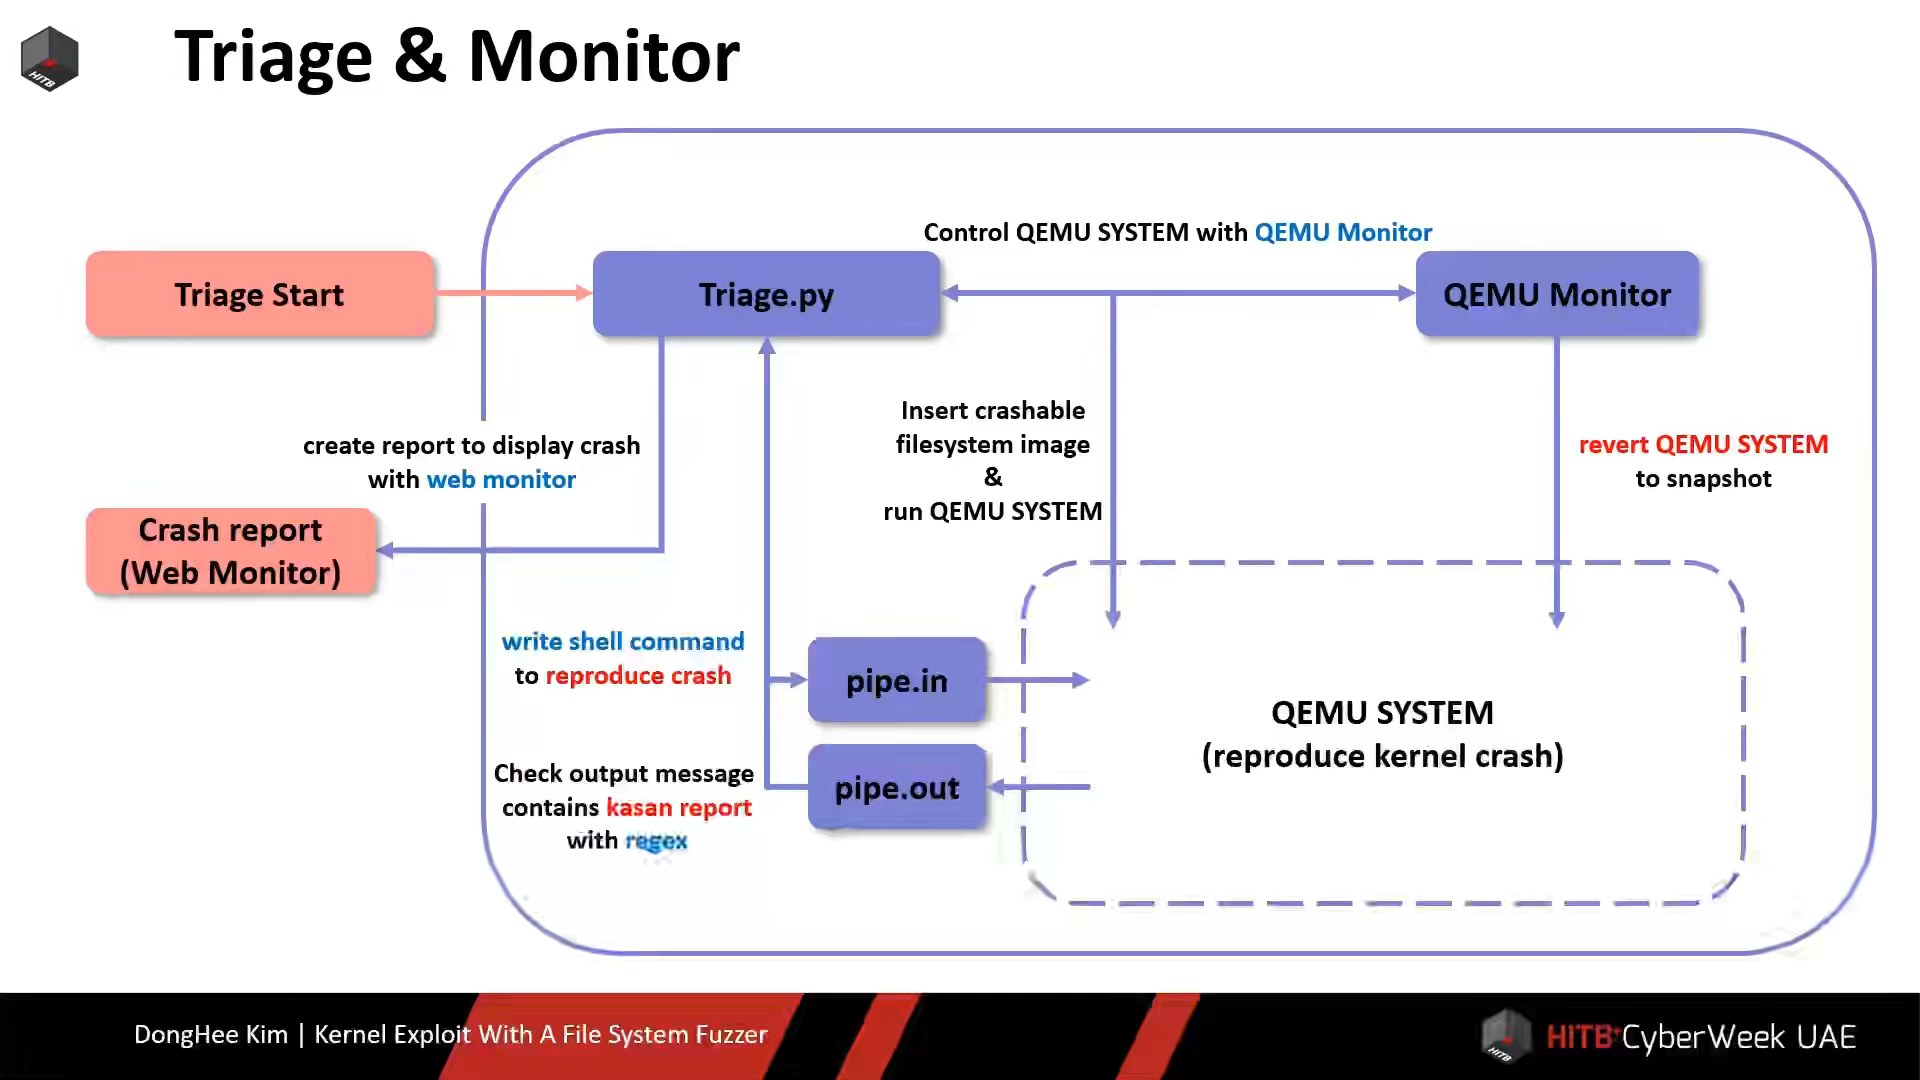 Triage & Monitor
HITB
Control QEMU SYSTEM with QEMU Monitor
Triage Start
Triage.py
QEMU Monitor
create report to display crash
with web monitor
Insert crashable
filesystem image
&
run QEMU SYSTEM
revert QEMU SYSTEM
to snapshot
Crash report
(Web Monitor)
write shell command
to reproduce crash
pipe.in
QEMU SYSTEM
(reproduce kernel crash)
Check output message
contains kasan report
with regex
pipe.out
DongHee Kim | Kernel Exploit With A File System Fuzzer
HITB
HITB+CyberWeek UAE